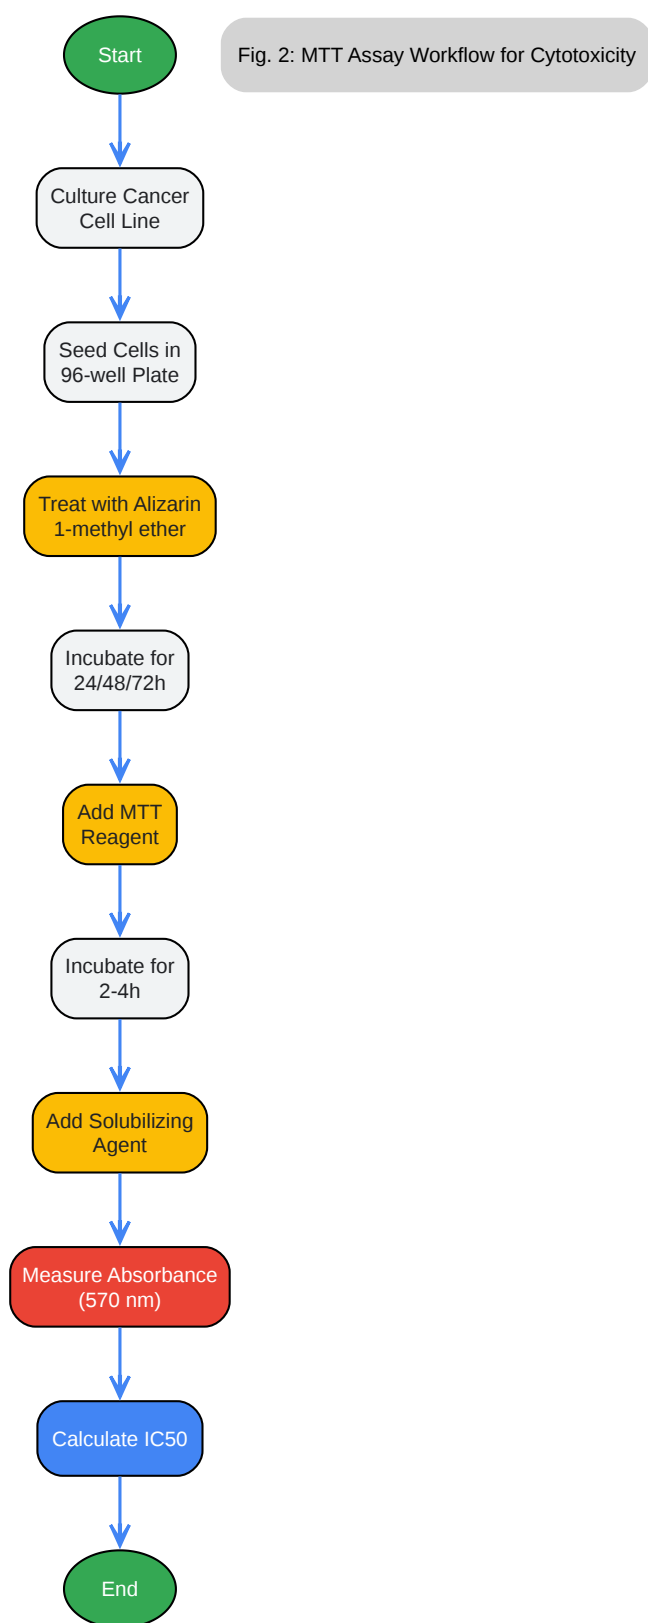 Start
Fig. 2: MTT Assay Workflow for Cytotoxicity
Culture Cancer
Cell Line
Seed Cells in
96-well Plate
Treat with Alizarin
1-methyl ether
Incubate for
24/48/72h
Add MTT
Reagent
Incubate for
2-4h
Add Solubilizing
Agent
Measure Absorbance
(570 nm)
Calculate IC50
End